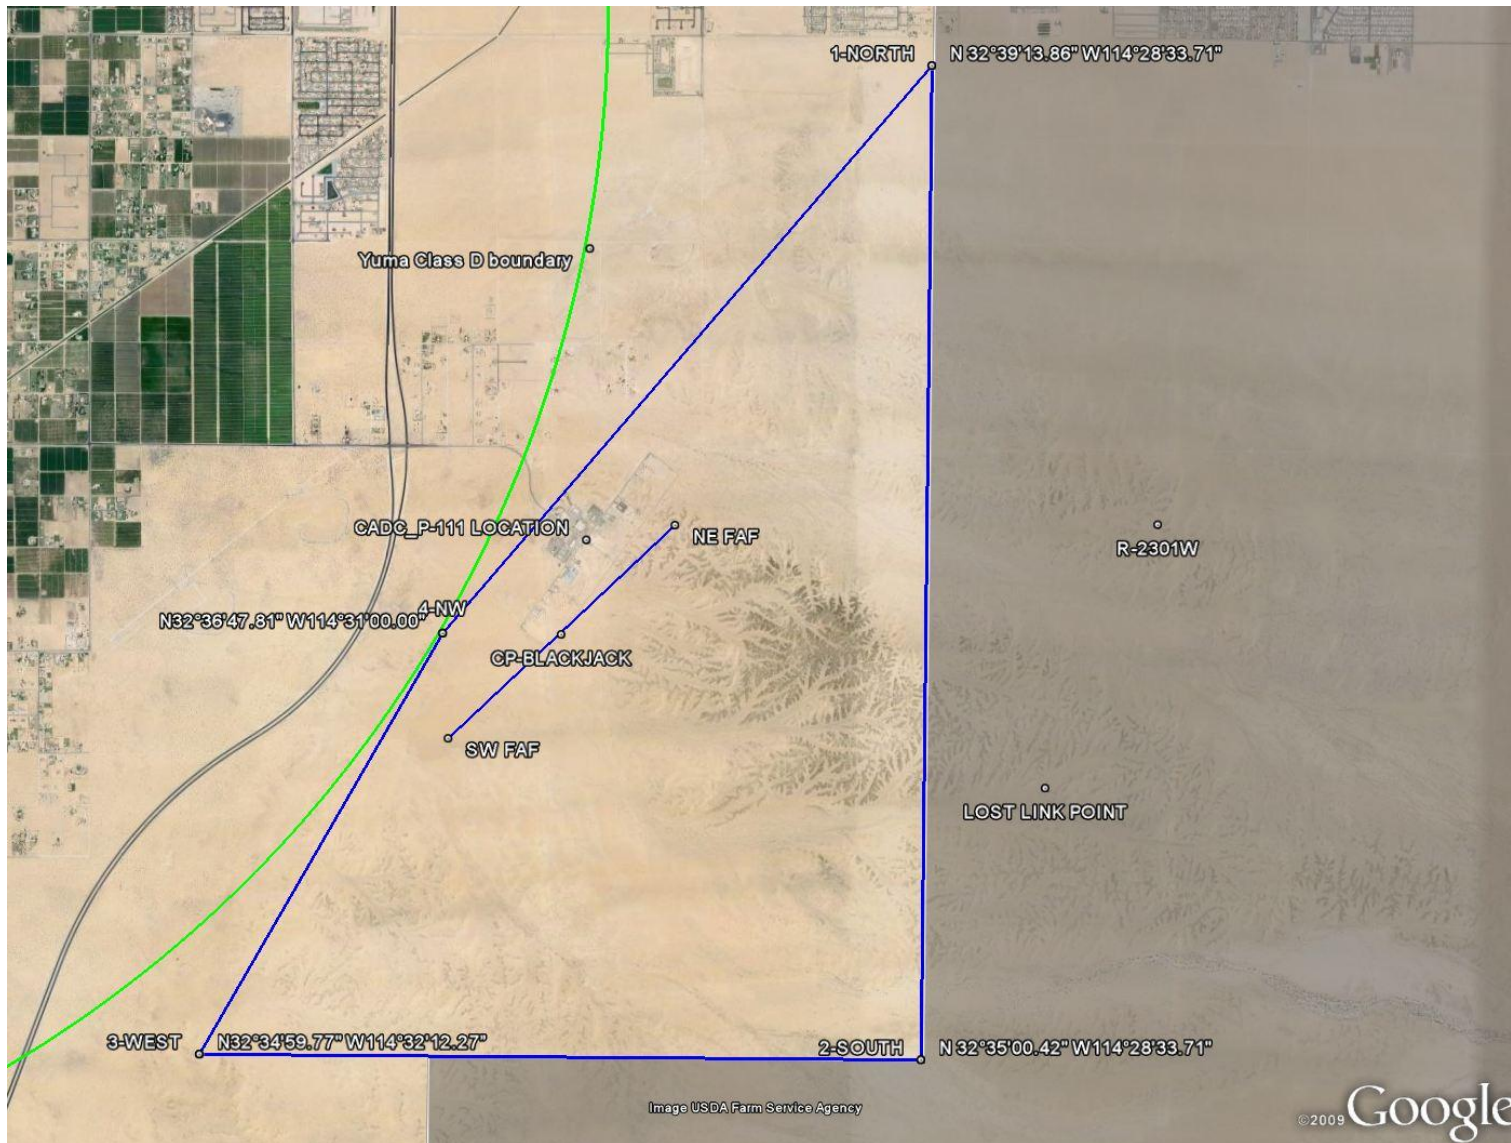 1-NORTH N 32°39'13.86" W114°28'33.71"
Yuma Class D boundary
CADC_P-111 LOCATION
NE FAF
R-2301W
4-NW
N32°36'47.81" W114°31'00.00"
CP-BLACKJACK
SW FAF
LOST LINK POINT
3-WEST N32°34'59.77" W114°32'12.27"
2-SOUTH N 32°35'00.42" W114°28'33.71"
Image USDA Farm Service Agency
©2009 Google